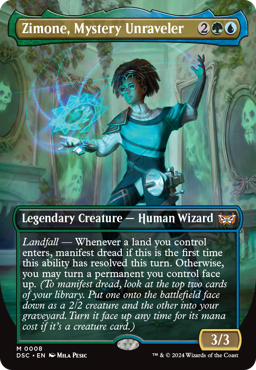 Zimone, Mystery Unraveler 2
Legendary Creature — Human Wizard
Landfall — Whenever a land you control
enters, manifest dread if this is the first time
this ability has resolved this turn. Otherwise,
you may turn a permanent you control face
up. (To manifest dread, look at the top two cards
of your library. Put one onto the battlefield face
down as a 2/2 creature and the other into your
graveyard. Turn it face up any time for its mana
cost if it's a creature card.)
3/3
M 0008
DSC • EN Mila Pesic ™ & © 2024 Wizards of the Coast